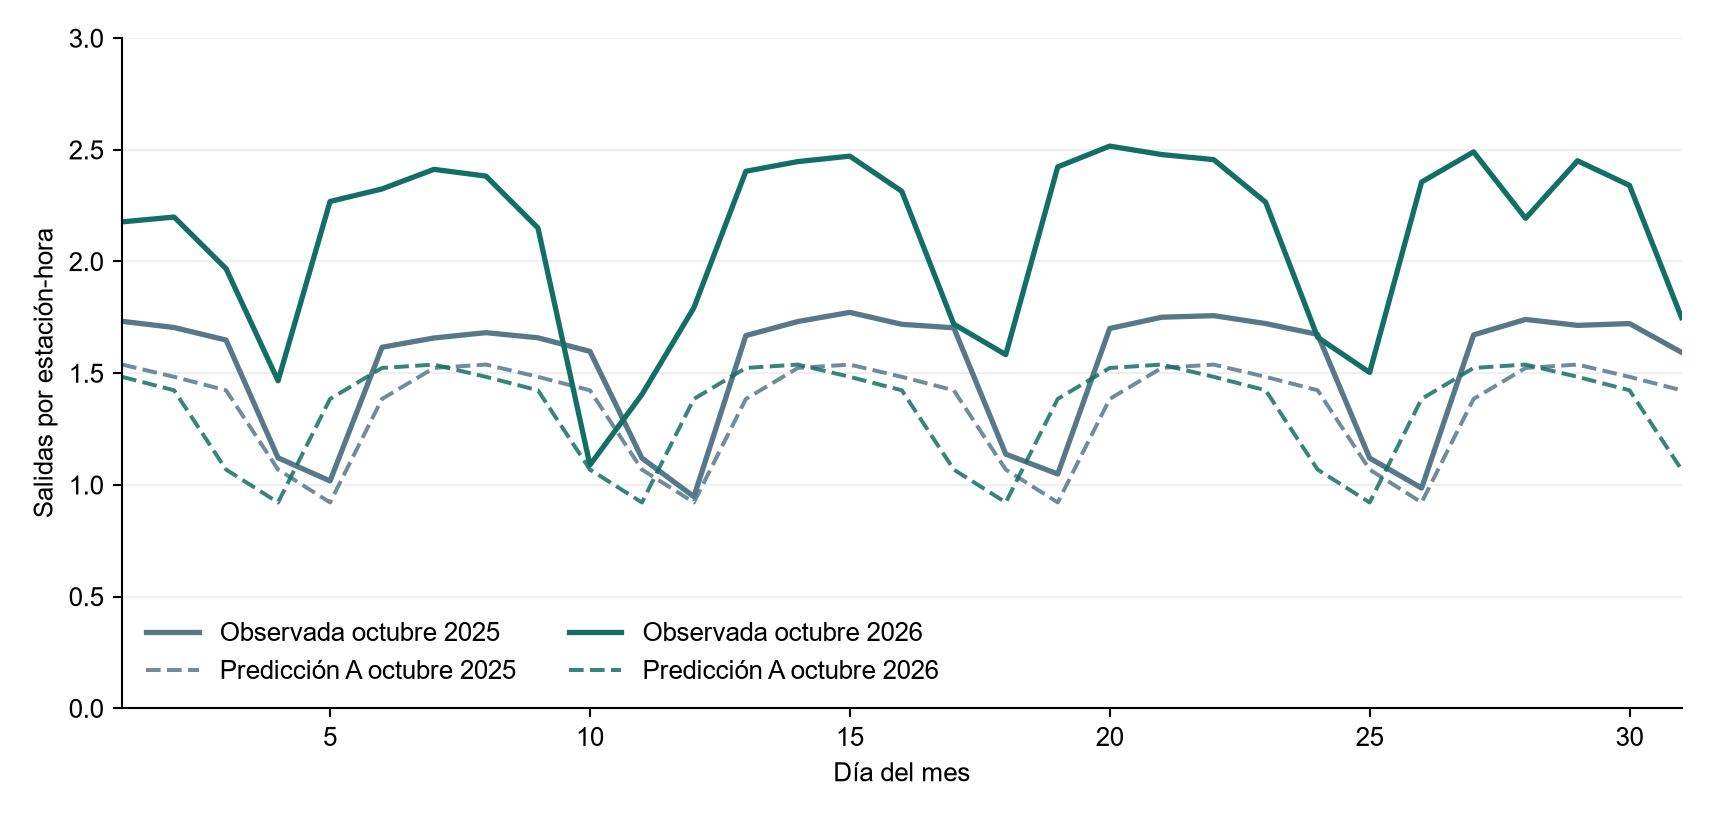 3.0
2.5
2.0
1.5
1.0
0.5
0.0
Salidas por estación-hora
Observada octubre 2025
Predicción A octubre 2025
Observada octubre 2026
Predicción A octubre 2026
5 10 15 20 25 30
Día del mes